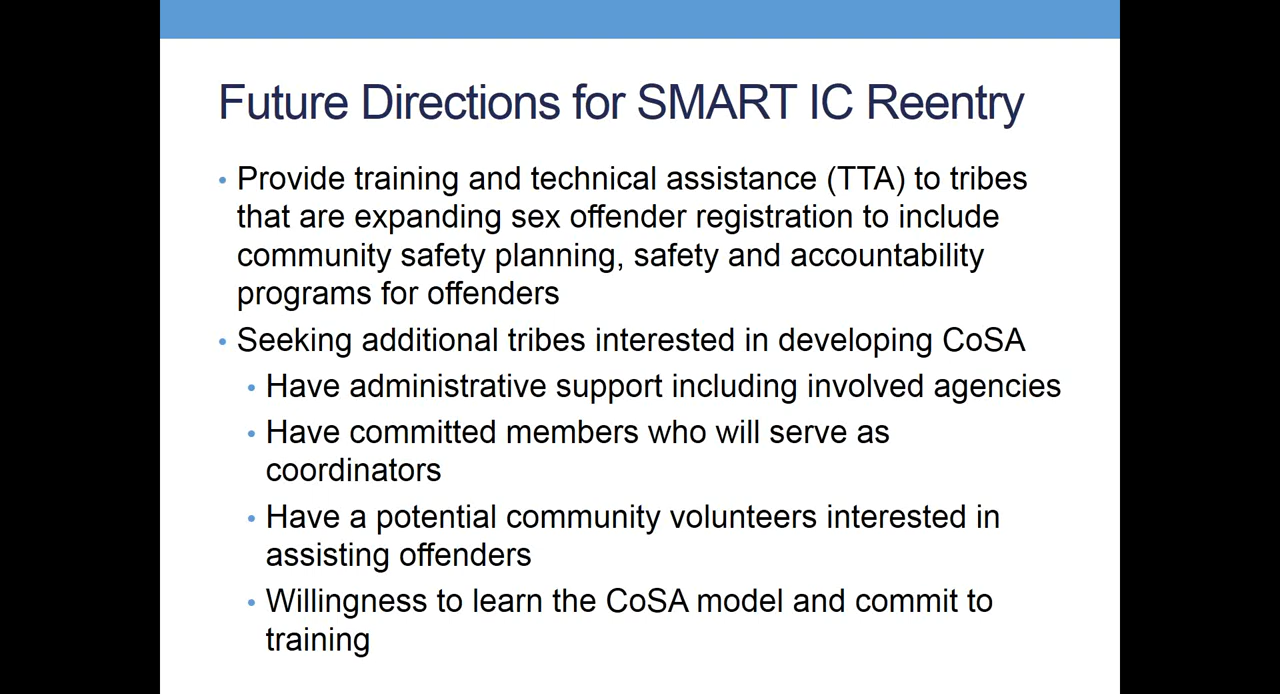 Future Directions for SMART IC Reentry
• Provide training and technical assistance (TTA) to tribes
that are expanding sex offender registration to include
community safety planning, safety and accountability
programs for offenders
• Seeking additional tribes interested in developing CoSA
• Have administrative support including involved agencies
• Have committed members who will serve as
coordinators
• Have a potential community volunteers interested in
assisting offenders
• Willingness to learn the CoSA model and commit to
training